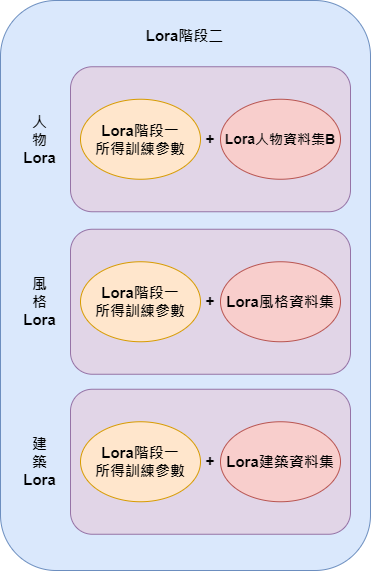 Lora階段二
人
物
Lora
Lora階段一
所得訓練參數
+
Lora人物資料集B
風
格
Lora
Lora階段一
所得訓練參數
+
Lora風格資料集
建
築
Lora
Lora階段一
所得訓練參數
+
Lora建築資料集